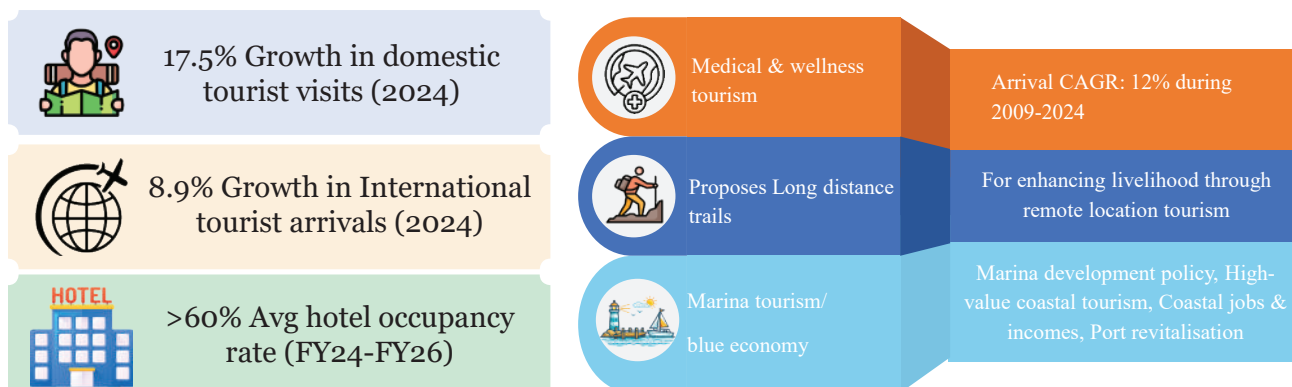 17.5% Growth in domestic
tourist visits (2024)
8.9% Growth in International
tourist arrivals (2024)
HOTEL
>60% Avg hotel occupancy
rate (FY24-FY26)
Medical & wellness
tourism
Arrival CAGR: 12% during
2009-2024
Proposes Long distance
trails
For enhancing livelihood through
remote location tourism
Marina tourism/
blue economy
Marina development policy, High-
value coastal tourism, Coastal jobs &
incomes, Port revitalisation